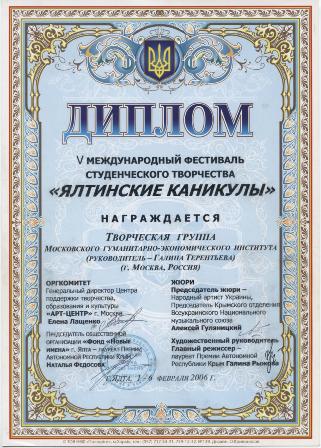 ДИПЛОМ
V МЕЖДУНАРОДНЫЙ ФЕСТИВАЛЬ
СТУДЕНЧЕСКОГО ТВОРЧЕСТВА
«ЯЛТИНСКИЕ КАНИКУЛЫ»
НАГРАЖДАЕТСЯ
ТВОРЧЕСКАЯ ГРУППА
МОСКОВСКОГО ГУМАНИТАРНО-ЭКОНОМИЧЕСКОГО ИНСТИТУТА
(РУКОВОДИТЕЛЬ – ГАЛИНА ТЕРЕНТЬЕВА)
(Г. МОСКВА, РОССИЯ)
ОРГКОМИТЕТ
Генеральный директор Центра
поддержки творчества,
образования и культуры
«АРТ-ЦЕНТР» г. Москва
Елена Лащенко
Председатель общественной
организации «Фонд «Новые
имена» г. Ялта – лауреат Премии
Автономной Республики Крым
Наталья Федосова
ЖЮРИ
Председатель жюри –
Народный артист Украины,
Председатель Крымского отделения
Всеукраинского Национального
музыкального союза
Алексей Гуляницкий
Художественный руководитель
Главный режиссер –
лауреат Премии Автономной
Республики Крым Галина Рыжова
Г. ЯЛТА, 1 - 6 ФЕВРАЛЯ 2006 г.